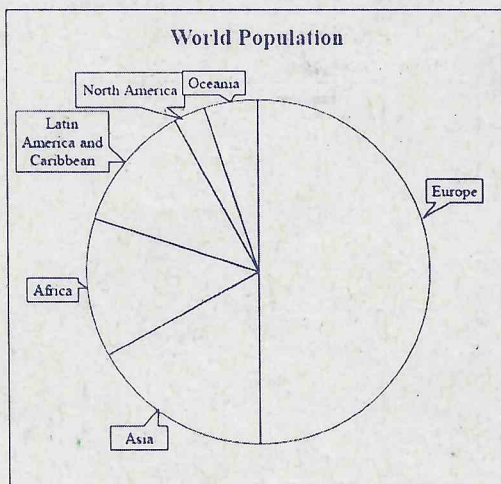 World Population
Oceania
North America
Latin
America and
Caribbean
Europe
Africa
Asia